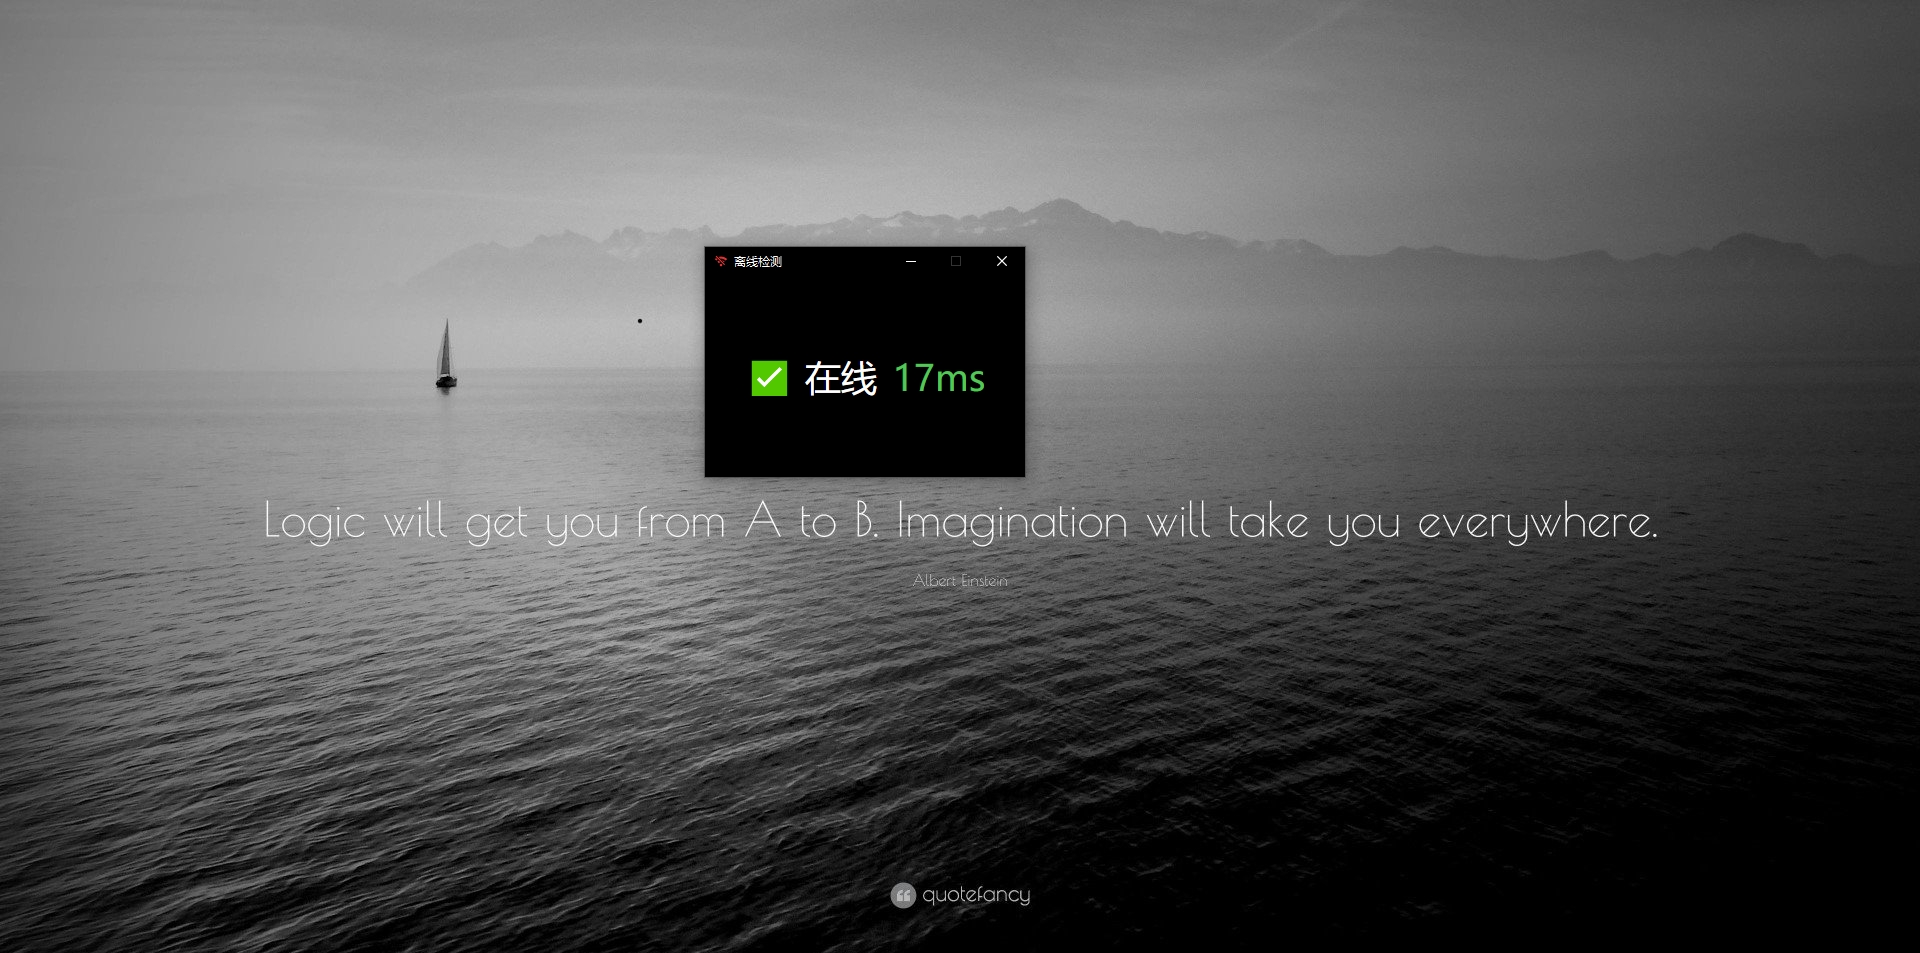 离线检测
在线 17ms
Logic will get you from A to B. Imagination will take you everywhere.
Albert Einstein
quotefancy